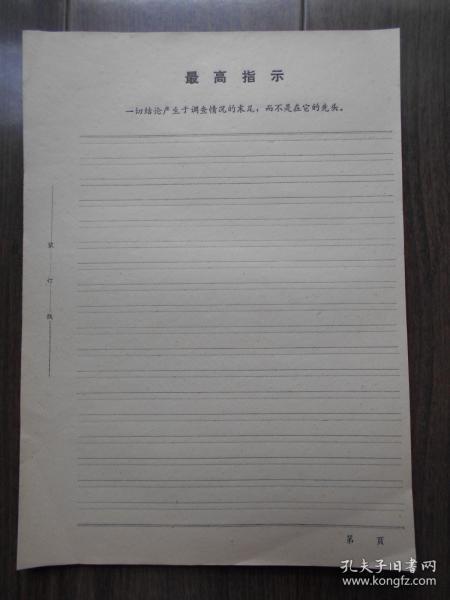 最高指示
一切结论产生于调查情况的末尾，而不是在它的先头。
装订线
第 頁
孔夫子旧书网
www.kongfz.com